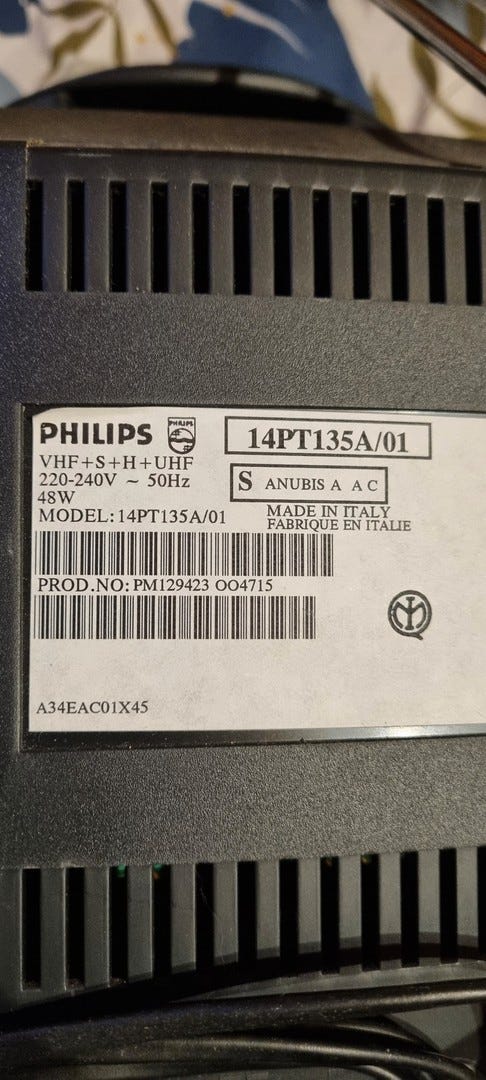 PHILIPS PHILIPS 14PT135A/01
VHF+S+H+UHF
220-240V ~ 50Hz S ANUBIS A A C
48W
MADE IN ITALY
MODEL:14PT135A/01 FABRIQUE EN ITALIE
PROD.NO: PM129423 OO4715
A34EAC01X45